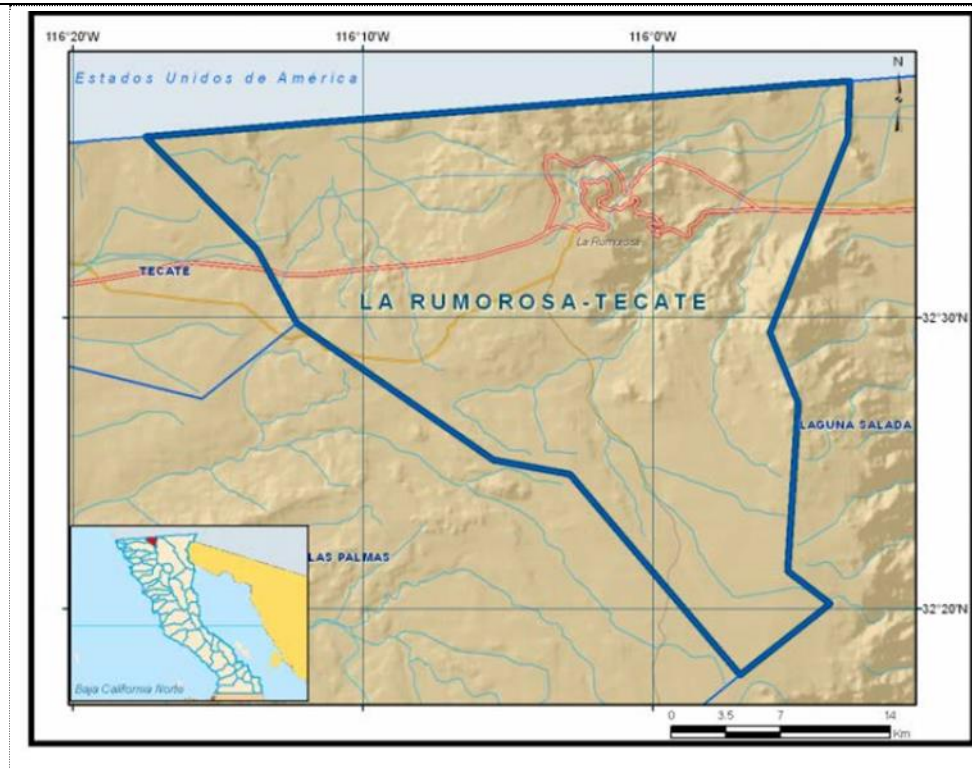 116°20'W 116°10'W 116°0'W
Estados Unidos de América
N
La Rumorosa
TECATE
LA RUMOROSA-TECATE
32°30'N
LAGUNA SALADA
LAS PALMAS
32°20'N
Baja California Norte
0 3.5 7 14
Km